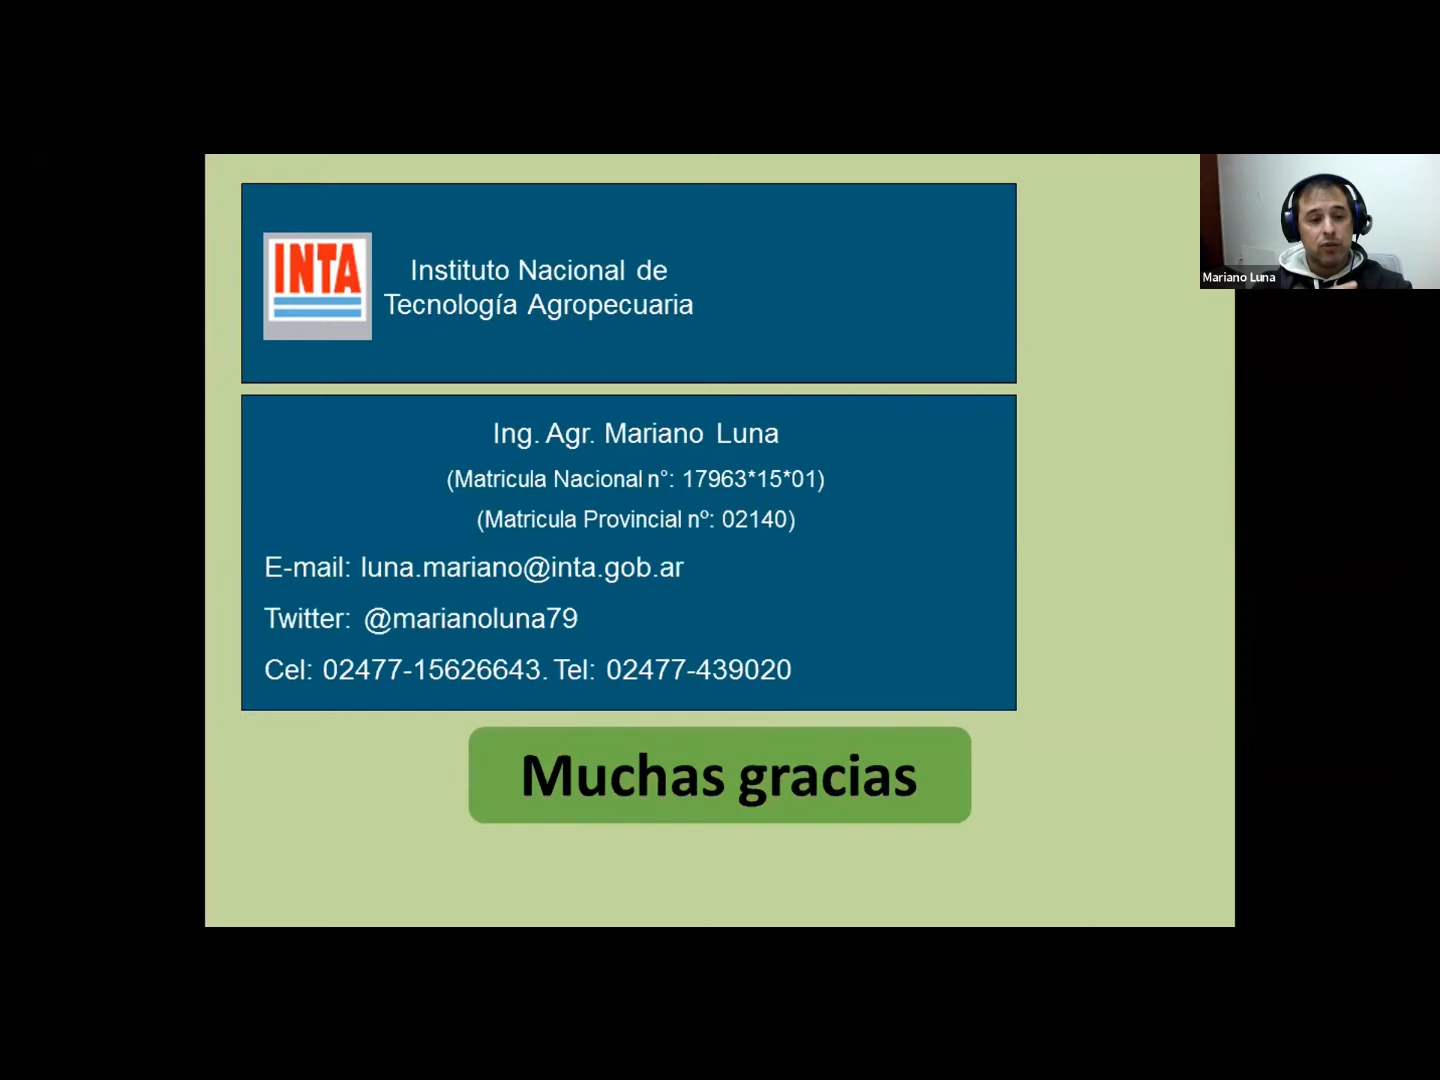 INTA
Instituto Nacional de
Tecnología Agropecuaria
Mariano Luna
Ing. Agr. Mariano Luna
(Matricula Nacional n°: 17963*15*01)
(Matricula Provincial nº: 02140)
E-mail: luna.mariano@inta.gob.ar
Twitter: @marianoluna79
Cel: 02477-15626643. Tel: 02477-439020
Muchas gracias